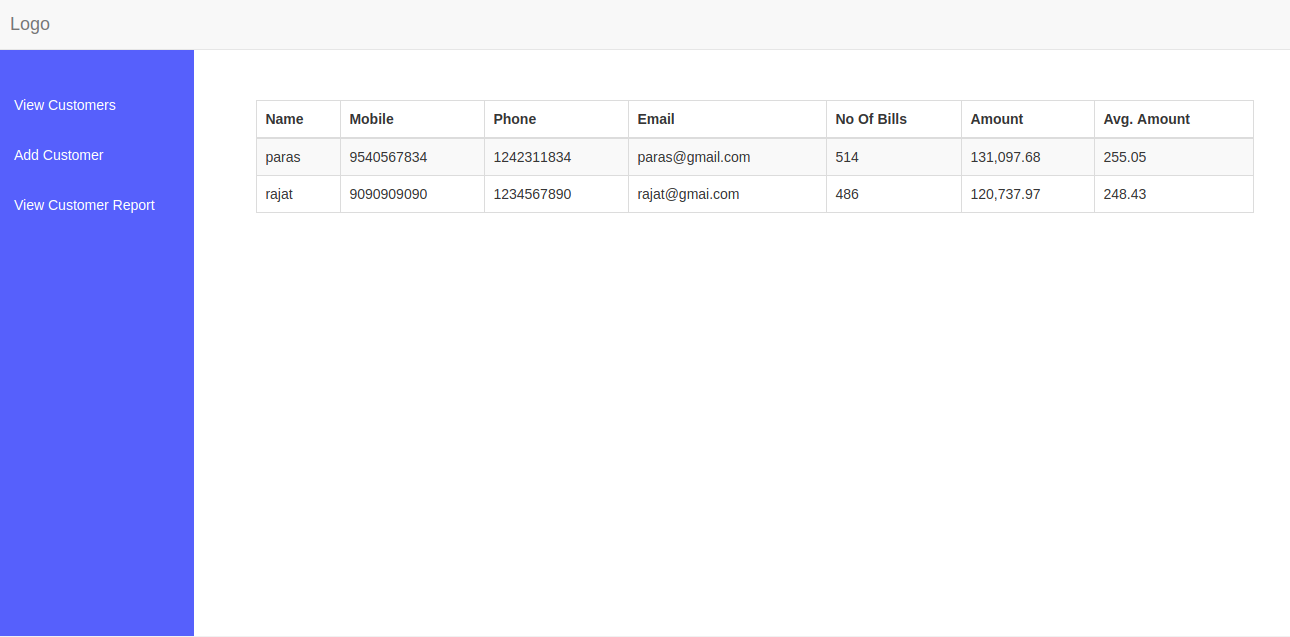 Logo
View Customers
Add Customer
View Customer Report
Name Mobile Phone Email No Of Bills Amount Avg. Amount
paras 9540567834 1242311834 paras@gmail.com 514 131,097.68 255.05
rajat 9090909090 1234567890 rajat@gmai.com 486 120,737.97 248.43